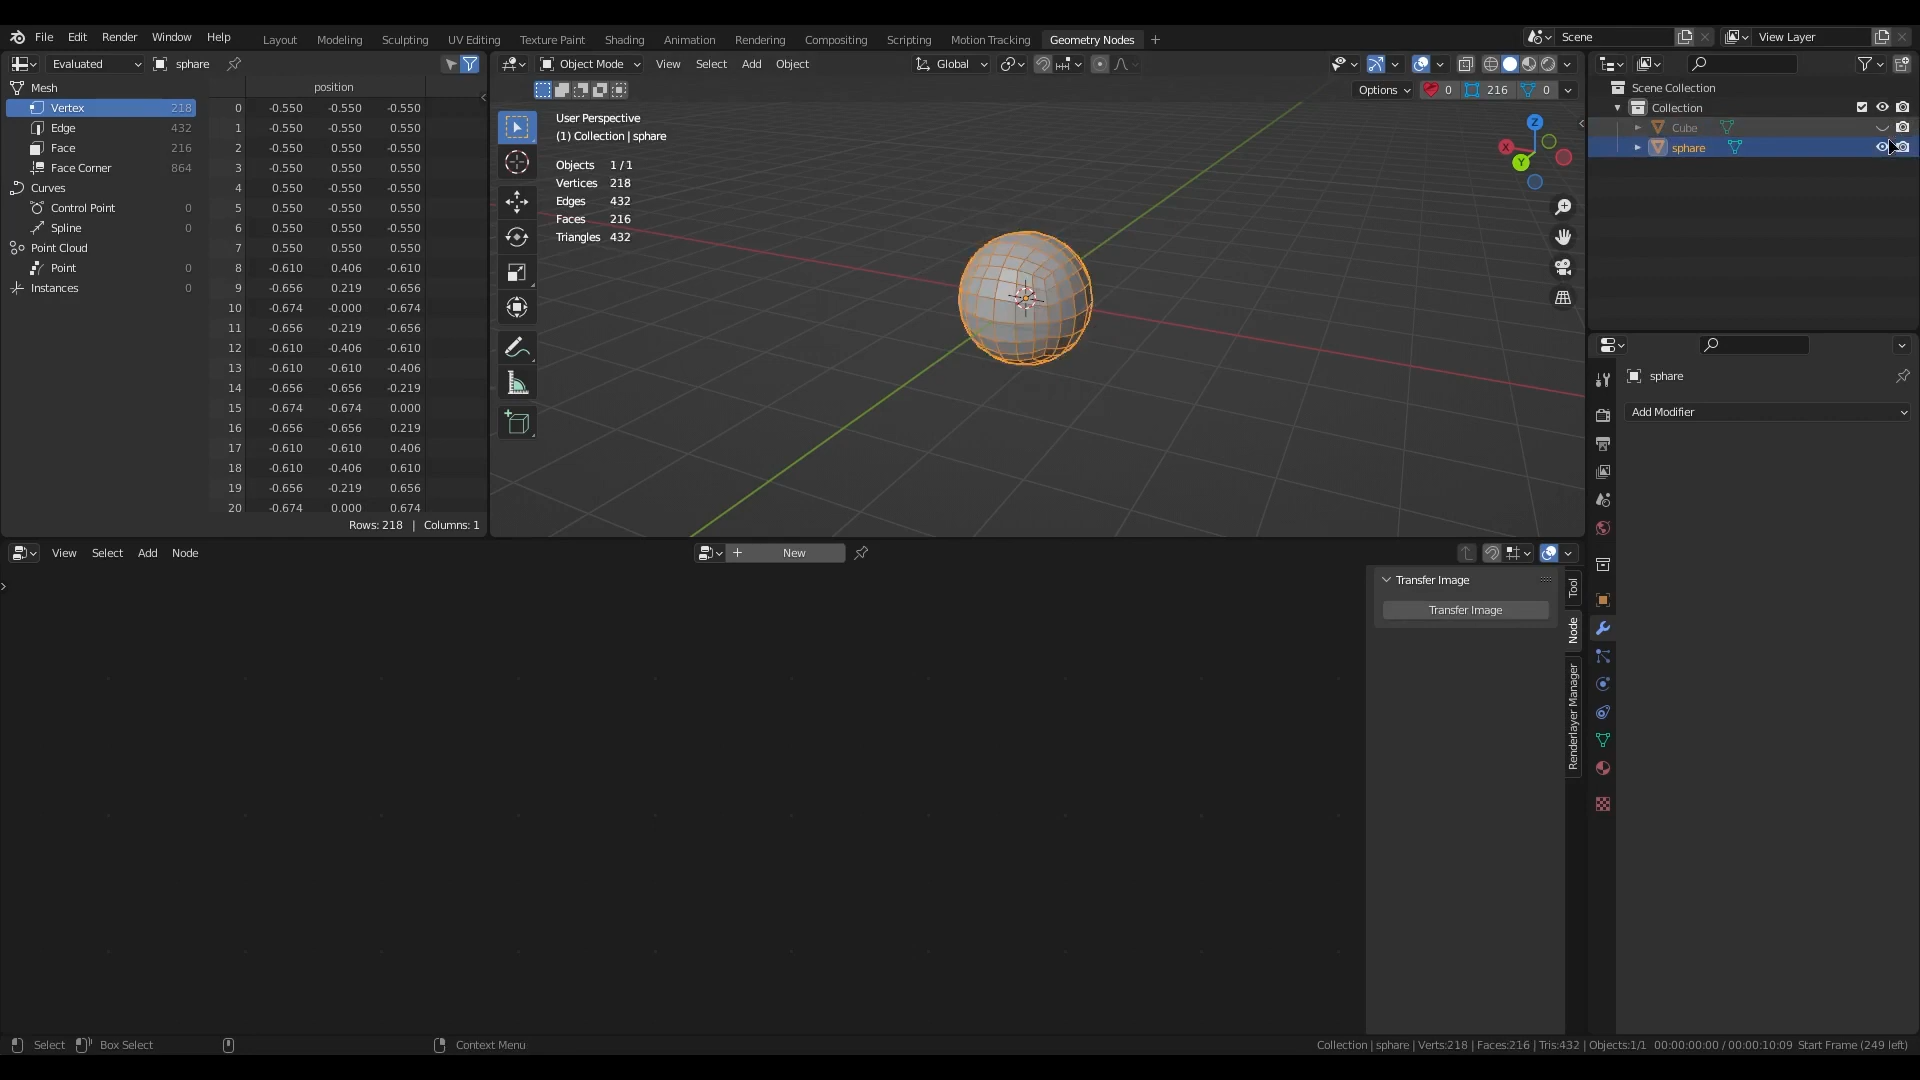 File Edit Render Window Help
Layout Modeling Sculpting UV Editing Texture Paint Shading Animation Rendering Compositing Scripting Motion Tracking Geometry Nodes +
Scene
View Layer
Evaluated sphare
Object Mode View Select Add Object
Global
Mesh
Vertex 218
Edge 432
Face 216
Face Corner 864
Curves
Control Point 0
Spline 0
Point Cloud
Point 0
Instances 0
position
0 -0.550 -0.550 -0.550
1 -0.550 -0.550 0.550
2 -0.550 0.550 0.550
3 -0.550 0.550 -0.550
4 0.550 -0.550 -0.550
5 0.550 -0.550 0.550
6 0.550 0.550 -0.550
7 0.550 0.550 0.550
8 -0.610 0.406 -0.610
9 -0.656 0.219 -0.656
10 -0.674 -0.000 -0.674
11 -0.656 -0.219 -0.656
12 -0.610 -0.406 -0.610
13 -0.610 -0.610 -0.406
14 -0.656 -0.656 -0.219
15 -0.674 -0.674 0.000
16 -0.656 -0.656 0.219
17 -0.610 -0.610 0.406
18 -0.610 -0.406 0.610
19 -0.656 -0.219 0.656
20 -0.674 0.000 0.674
Rows: 218 | Columns: 1
Options 0 216 0
User Perspective
(1) Collection | sphare
Objects 1 / 1
Vertices 218
Edges 432
Faces 216
Triangles 432
Z
X
Y
Scene Collection
Collection
Cube
sphare
sphare
Add Modifier
View Select Add Node
+ New
Transfer Image
Transfer Image
Tool
Node
Renderlayer Manager
Select Box Select Context Menu
Collection | sphare | Verts:218 | Faces:216 | Tris:432 | Objects:1/1 00:00:00:00 / 00:00:10:09 Start Frame (249 left)